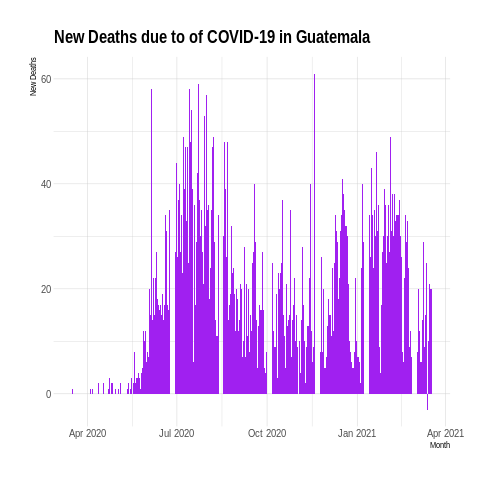 New Deaths due to of COVID-19 in Guatemala
New Deaths
60
40
20
0
Apr 2020 Jul 2020 Oct 2020 Jan 2021 Apr 2021
Month